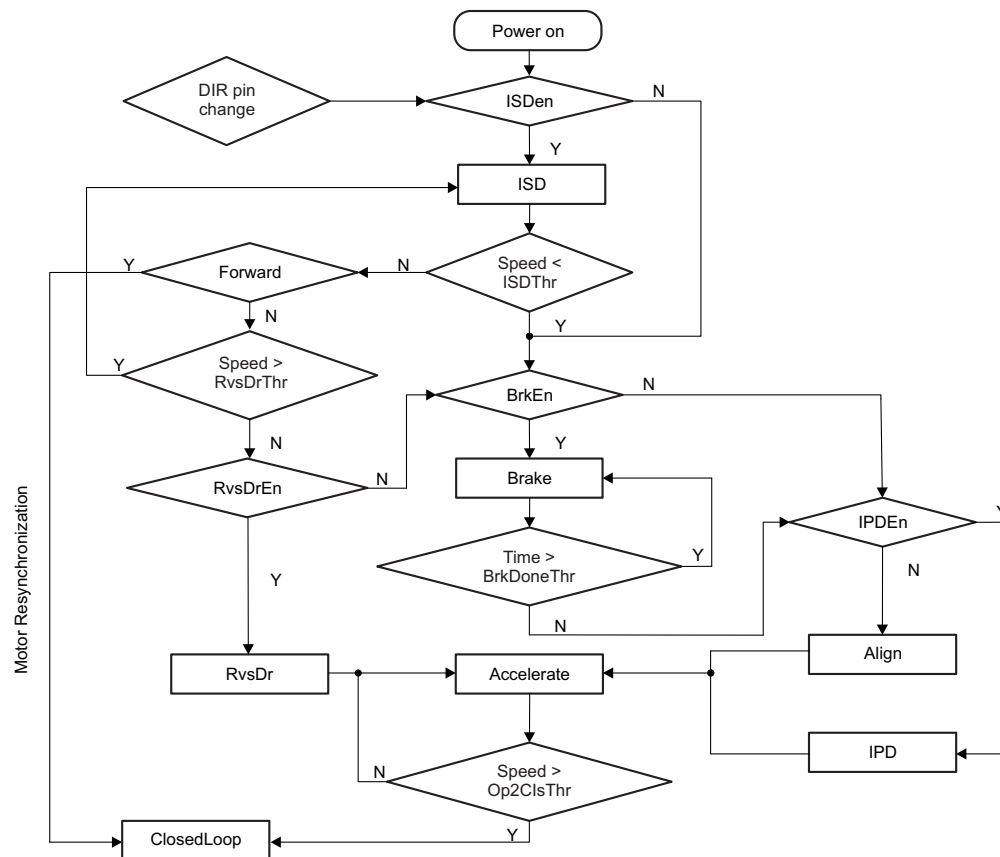 Power on
DIR pin
change
ISDen
N
Y
ISD
Y
Forward
N
Speed <
ISDThr
N
Y
Y
Speed >
RvsDrThr
BrkEn
N
N
Y
RvsDrEn
N
Brake
IPDEn
Y
Time >
BrkDoneThr
Y
Y
N
N
Motor Resynchronization
RvsDr
Accelerate
Align
N
Speed >
Op2ClsThr
IPD
Y
ClosedLoop